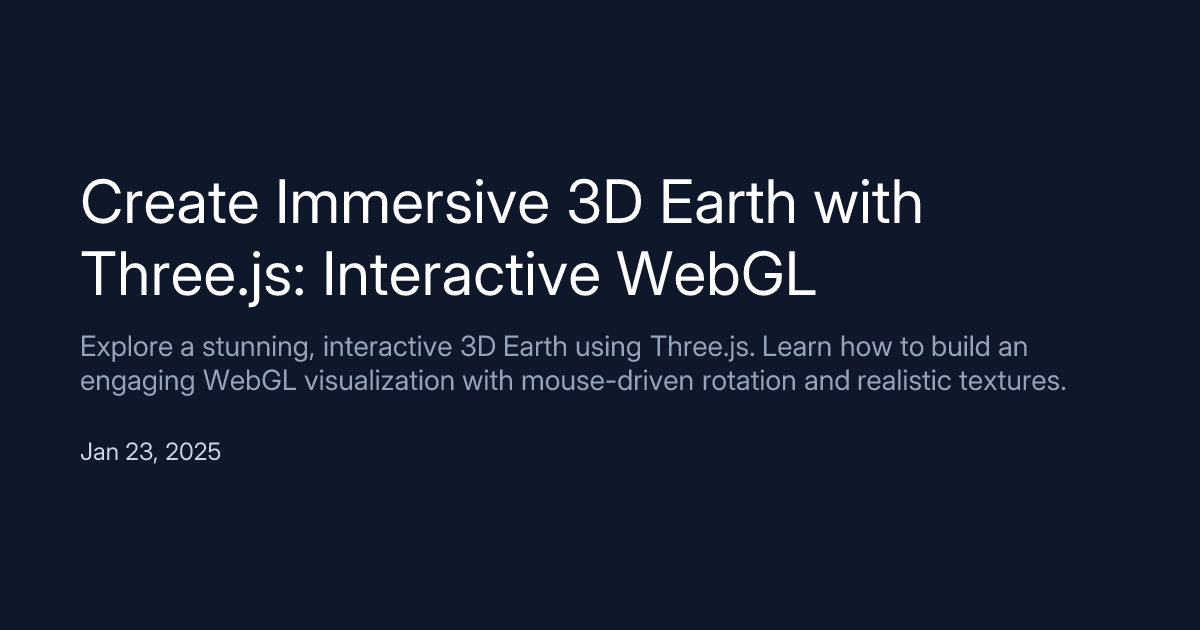 Create Immersive 3D Earth with
Three.js: Interactive WebGL
Explore a stunning, interactive 3D Earth using Three.js. Learn how to build an
engaging WebGL visualization with mouse-driven rotation and realistic textures.
Jan 23, 2025